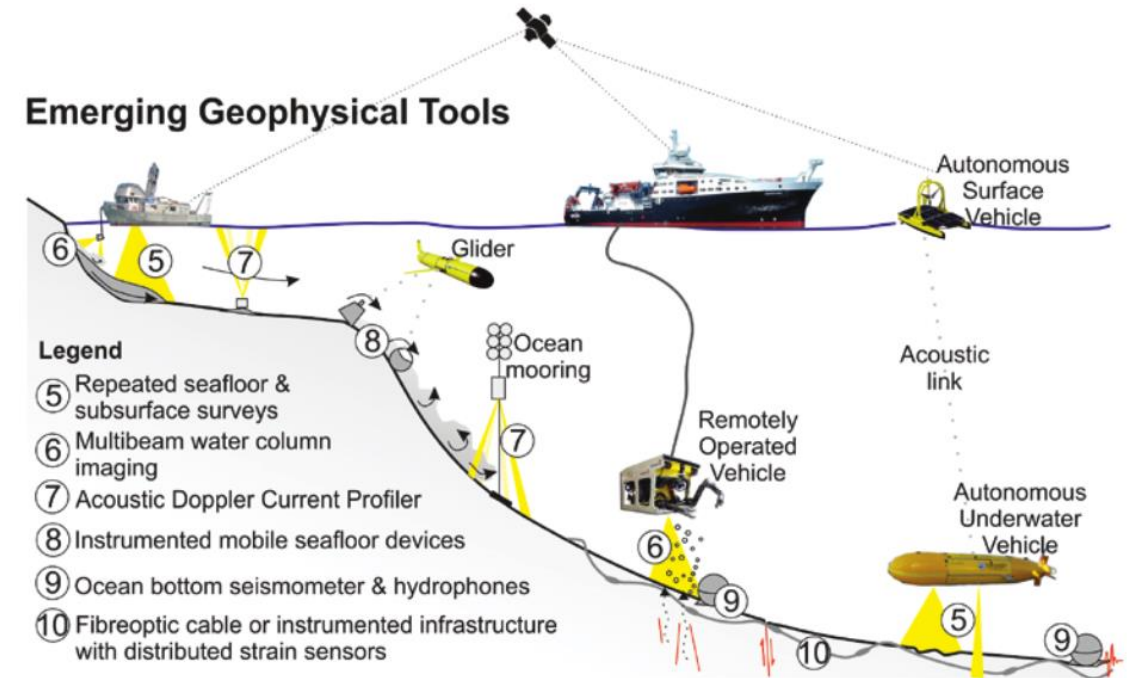 Emerging Geophysical Tools
Autonomous
Surface
Vehicle
6
5
7
Glider
8
Ocean
mooring
7
Acoustic
link
Remotely
Operated
Vehicle
Autonomous
Underwater
Vehicle
6
9
10
5
9
Legend
5 Repeated seafloor &
subsurface surveys
6 Multibeam water column
imaging
7 Acoustic Doppler Current Profiler
8 Instrumented mobile seafloor devices
9 Ocean bottom seismometer & hydrophones
10 Fibreoptic cable or instrumented infrastructure
with distributed strain sensors